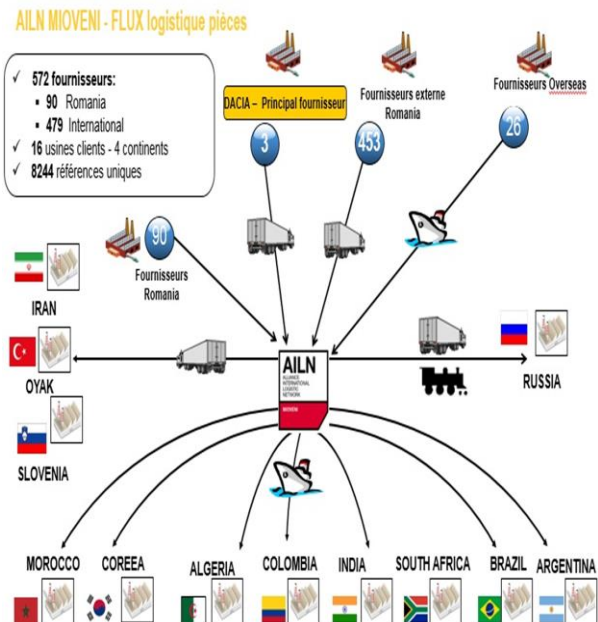 AILN MIOVENI - FLUX logistique pièces
✓ 572 fournisseurs:
▪ 90 Romania
▪ 479 International
✓ 16 usines clients - 4 continents
✓ 8244 références uniques
DACIA – Principal fournisseur
3
Fournisseurs externe
Romania
453
Fournisseurs Overseas
26
90
Fournisseurs
Romania
IRAN
OYAK
SLOVENIA
AILN
ALLIANCE
INTERNATIONAL
LOGISTIC
NETWORK
MIOVENI
RUSSIA
MOROCCO
COREEA
ALGERIA
COLOMBIA
INDIA
SOUTH AFRICA
BRAZIL
ARGENTINA